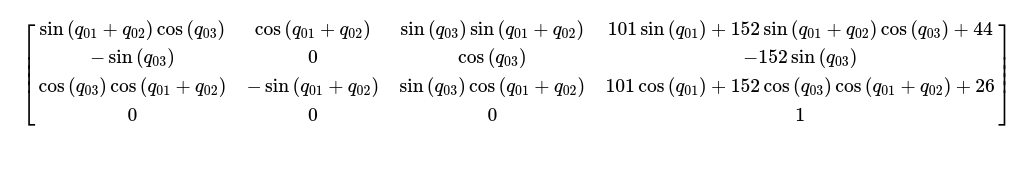 sin (q01 + q02) cos (q03) cos (q01 + q02) sin (q03) sin (q01 + q02) 101 sin (q01) + 152 sin (q01 + q02) cos (q03) + 44
− sin (q03) 0 cos (q03) −152 sin (q03)
cos (q03) cos (q01 + q02) − sin (q01 + q02) sin (q03) cos (q01 + q02) 101 cos (q01) + 152 cos (q03) cos (q01 + q02) + 26
0 0 0 1